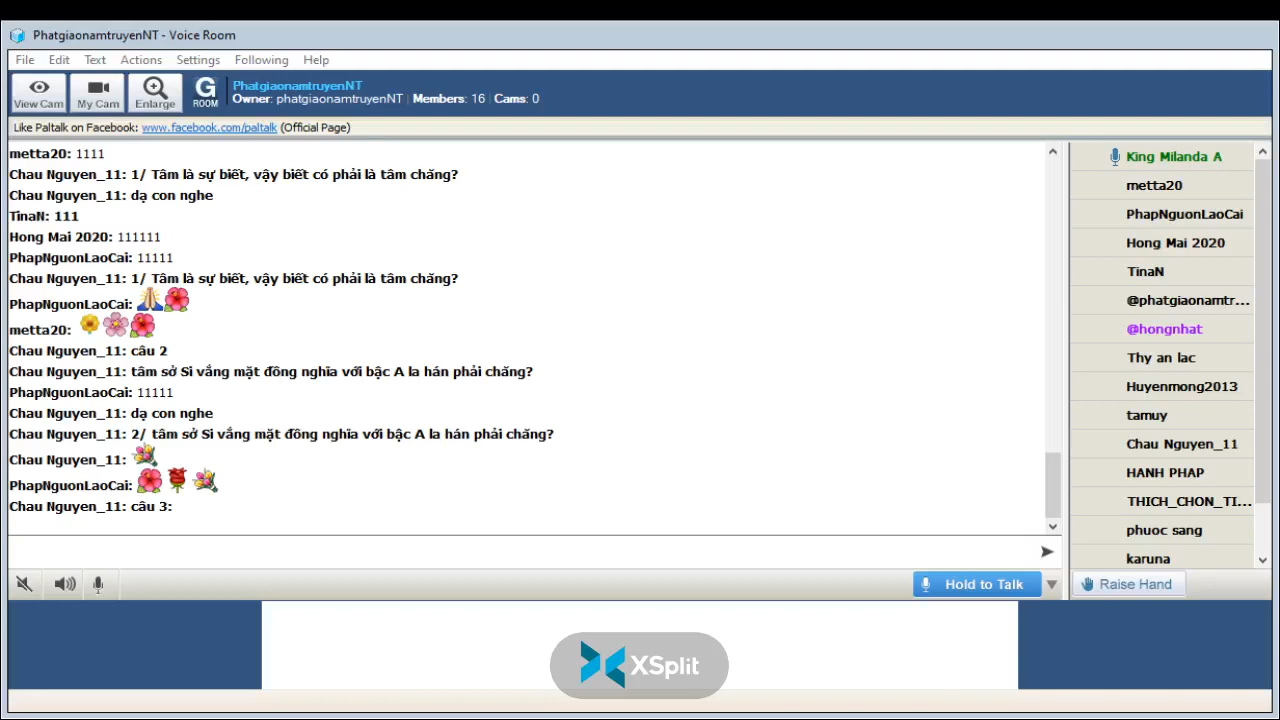 PhatgiaonamtruyenNT - Voice Room
File Edit Text Actions Settings Following Help
View Cam My Cam Enlarge G ROOM
PhatgiaonamtruyenNT
Owner: phatgiaonamtruyenNT | Members: 16 | Cams: 0
Like Paltalk on Facebook: www.facebook.com/paltalk (Official Page)
metta20: 1111
Chau Nguyen_11: 1/ Tâm là sự biết, vậy biết có phải là tâm chăng?
Chau Nguyen_11: dạ con nghe
TinaN: 111
Hong Mai 2020: 111111
PhapNguonLaoCai: 11111
Chau Nguyen_11: 1/ Tâm là sự biết, vậy biết có phải là tâm chăng?
PhapNguonLaoCai:
metta20:
Chau Nguyen_11: câu 2
Chau Nguyen_11: tâm sở Si vắng mặt đồng nghĩa với bậc A la hán phải chăng?
PhapNguonLaoCai: 11111
Chau Nguyen_11: dạ con nghe
Chau Nguyen_11: 2/ tâm sở Si vắng mặt đồng nghĩa với bậc A la hán phải chăng?
Chau Nguyen_11:
PhapNguonLaoCai:
Chau Nguyen_11: câu 3:
King Milanda A
metta20
PhapNguonLaoCai
Hong Mai 2020
TinaN
@phatgiaonamtr...
@hongnhat
Thy an lac
Huyenmong2013
tamuy
Chau Nguyen_11
HANH PHAP
THICH_CHON_TI...
phuoc sang
karuna
Hold to Talk
Raise Hand
XSplit